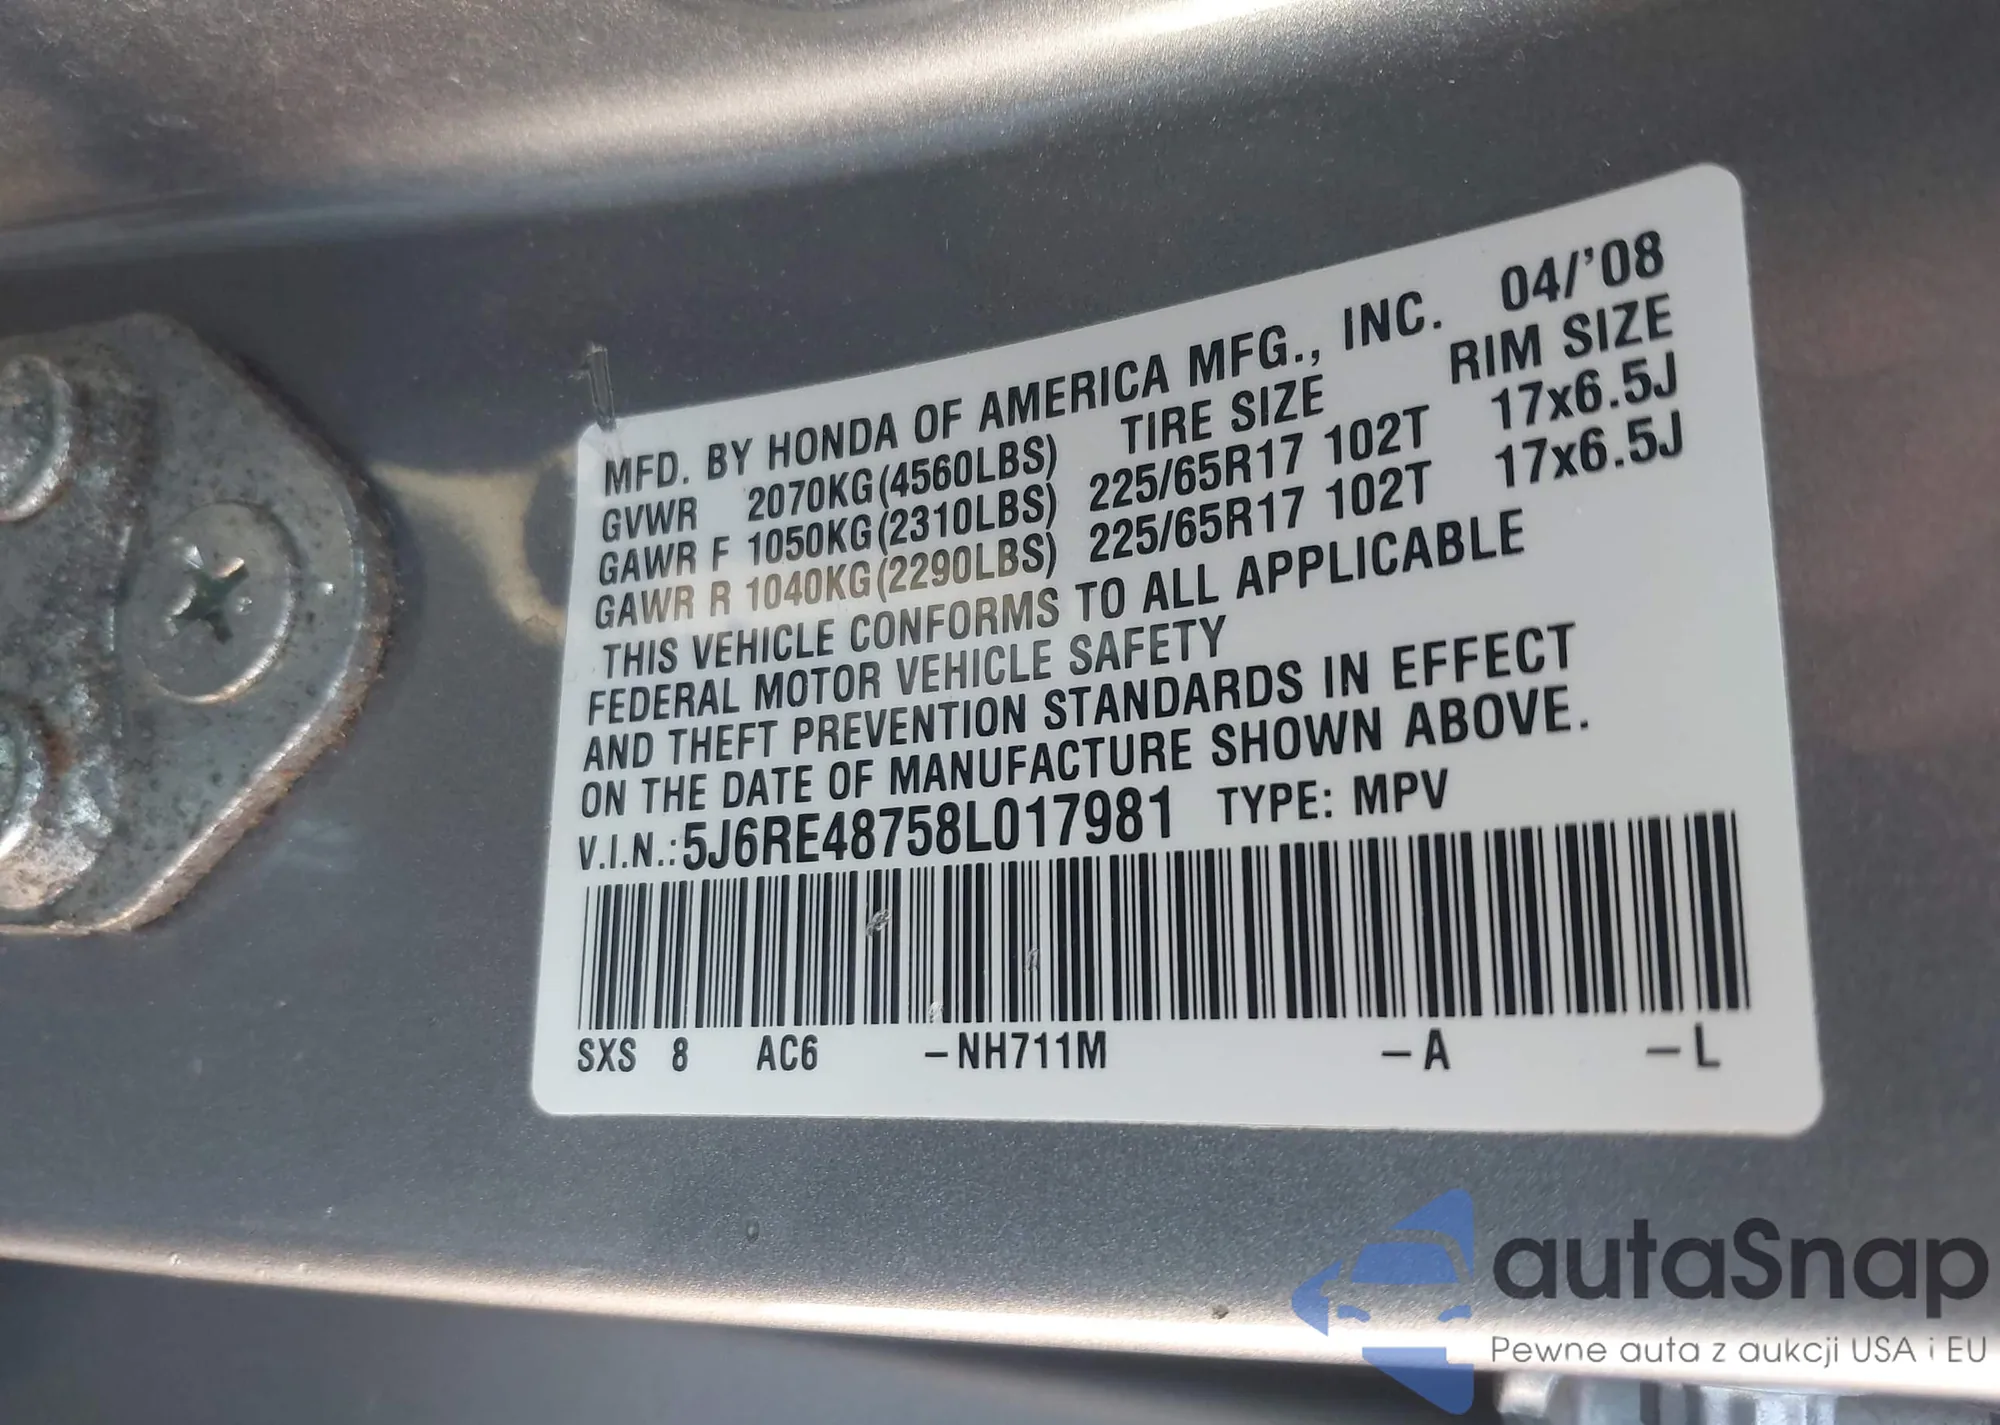 MFD. BY HONDA OF AMERICA MFG., INC. 04/'08
GVWR 2070KG(4560LBS) TIRE SIZE RIM SIZE
GAWR F 1050KG(2310LBS) 225/65R17 102T 17x6.5J
GAWR R 1040KG(2290LBS) 225/65R17 102T 17x6.5J
THIS VEHICLE CONFORMS TO ALL APPLICABLE
FEDERAL MOTOR VEHICLE SAFETY
AND THEFT PREVENTION STANDARDS IN EFFECT
ON THE DATE OF MANUFACTURE SHOWN ABOVE.
V.I.N.:5J6RE48758L017981 TYPE: MPV
SXS 8 AC6 –NH711M –A –L
autaSnap
Pewne auta z aukcji USA i EU